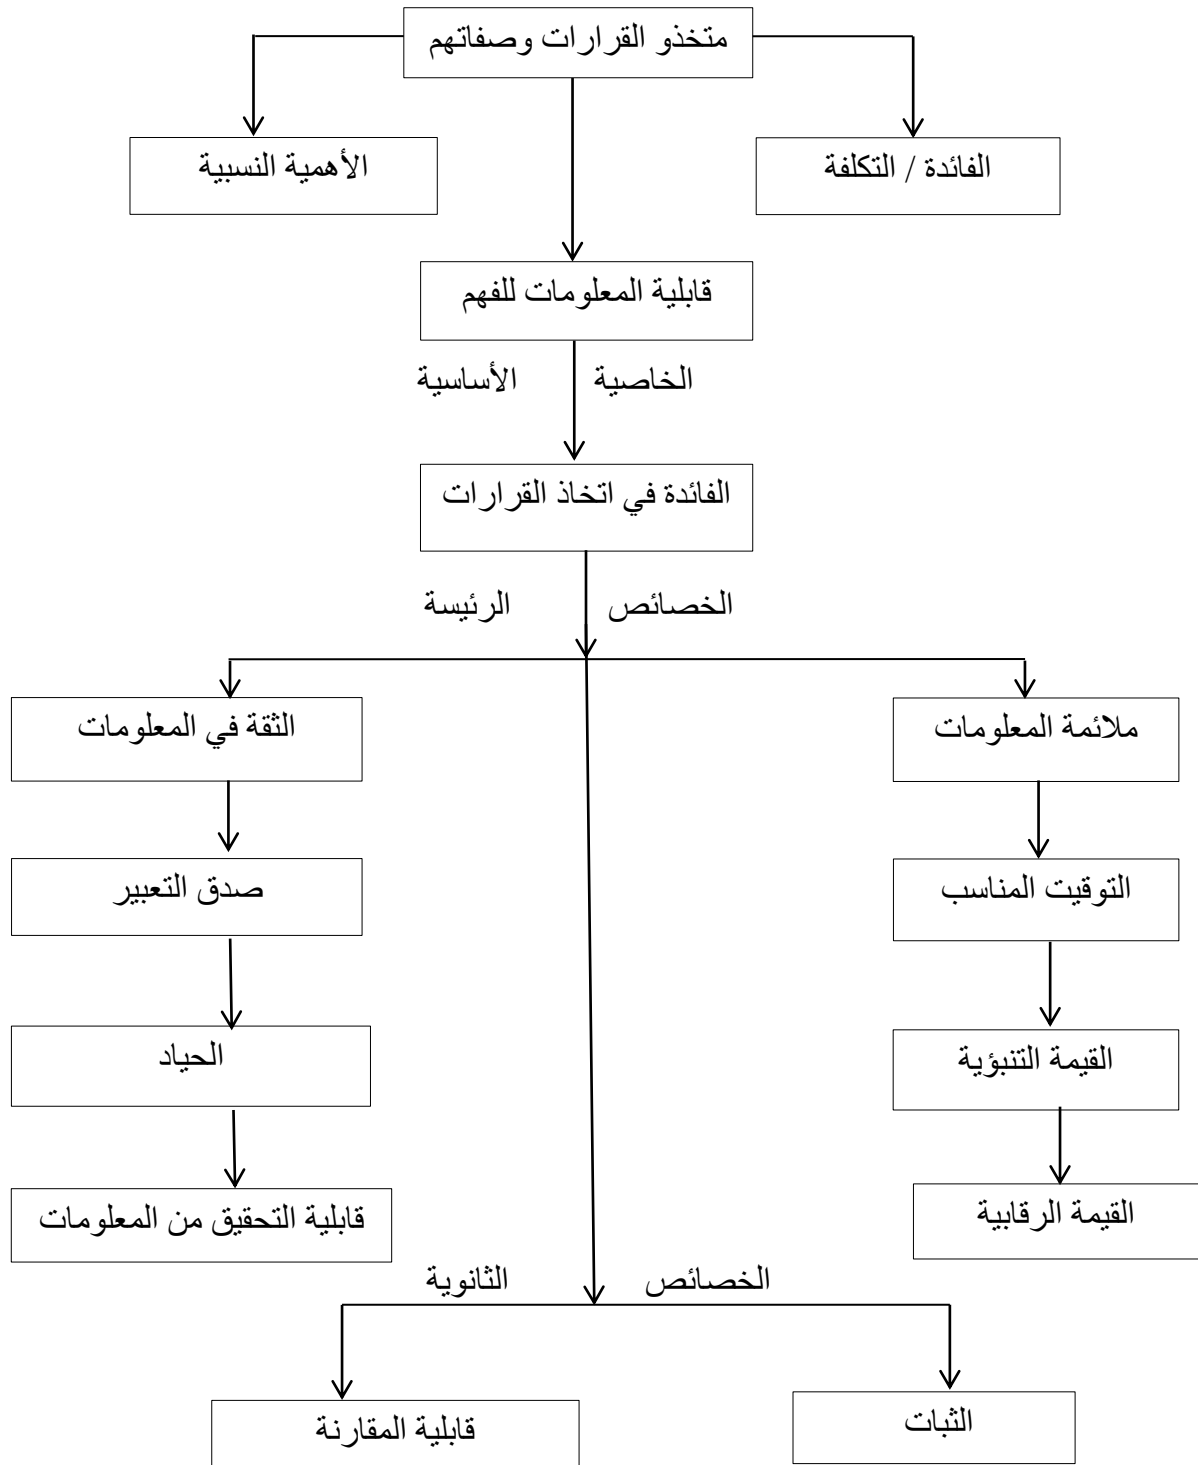 متخذو القرارات وصفاتهم
الفائدة / التكلفة
الأهمية النسبية
قابلية المعلومات للفهم
الخاصية الأساسية
الفائدة في اتخاذ القرارات
الخصائص الرئيسة
ملائمة المعلومات
الثقة في المعلومات
التوقيت المناسب
صدق التعبير
القيمة التنبؤية
الحياد
القيمة الرقابية
قابلية التحقيق من المعلومات
الخصائص الثانوية
الثبات
قابلية المقارنة